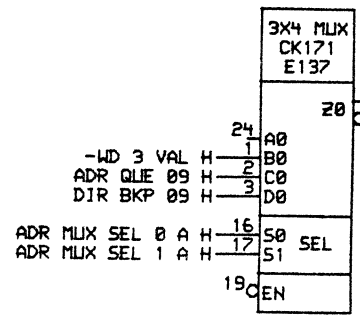 3X4 MUX
CK171
E137
Z0
24 A0
-WD 3 VAL H 1 B0
ADR QUE 09 H 2 C0
DIR BKP 09 H 3 D0
ADR MUX SEL 0 A H 16 S0 SEL
ADR MUX SEL 1 A H 17 S1
19 EN